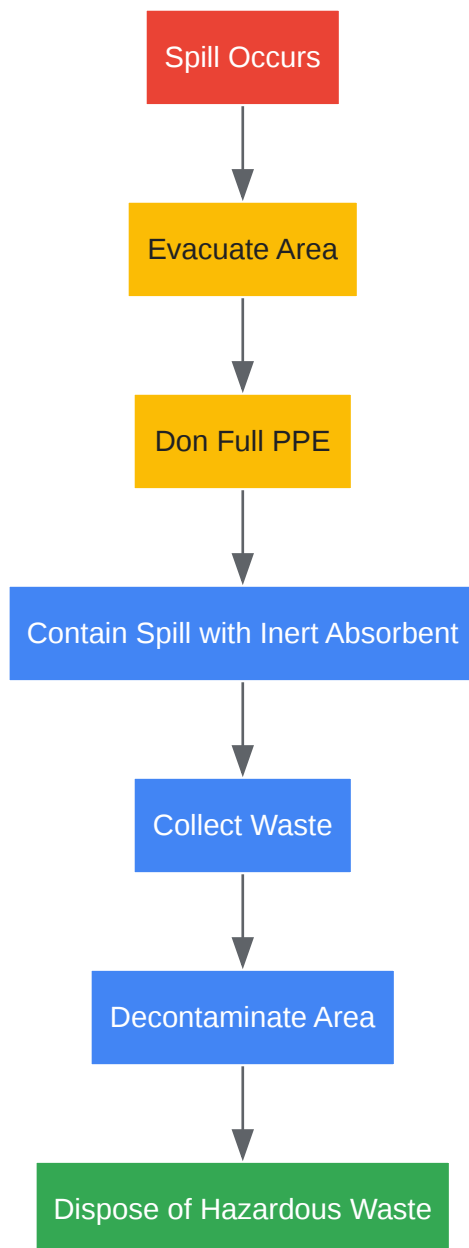 Spill Occurs
Evacuate Area
Don Full PPE
Contain Spill with Inert Absorbent
Collect Waste
Decontaminate Area
Dispose of Hazardous Waste